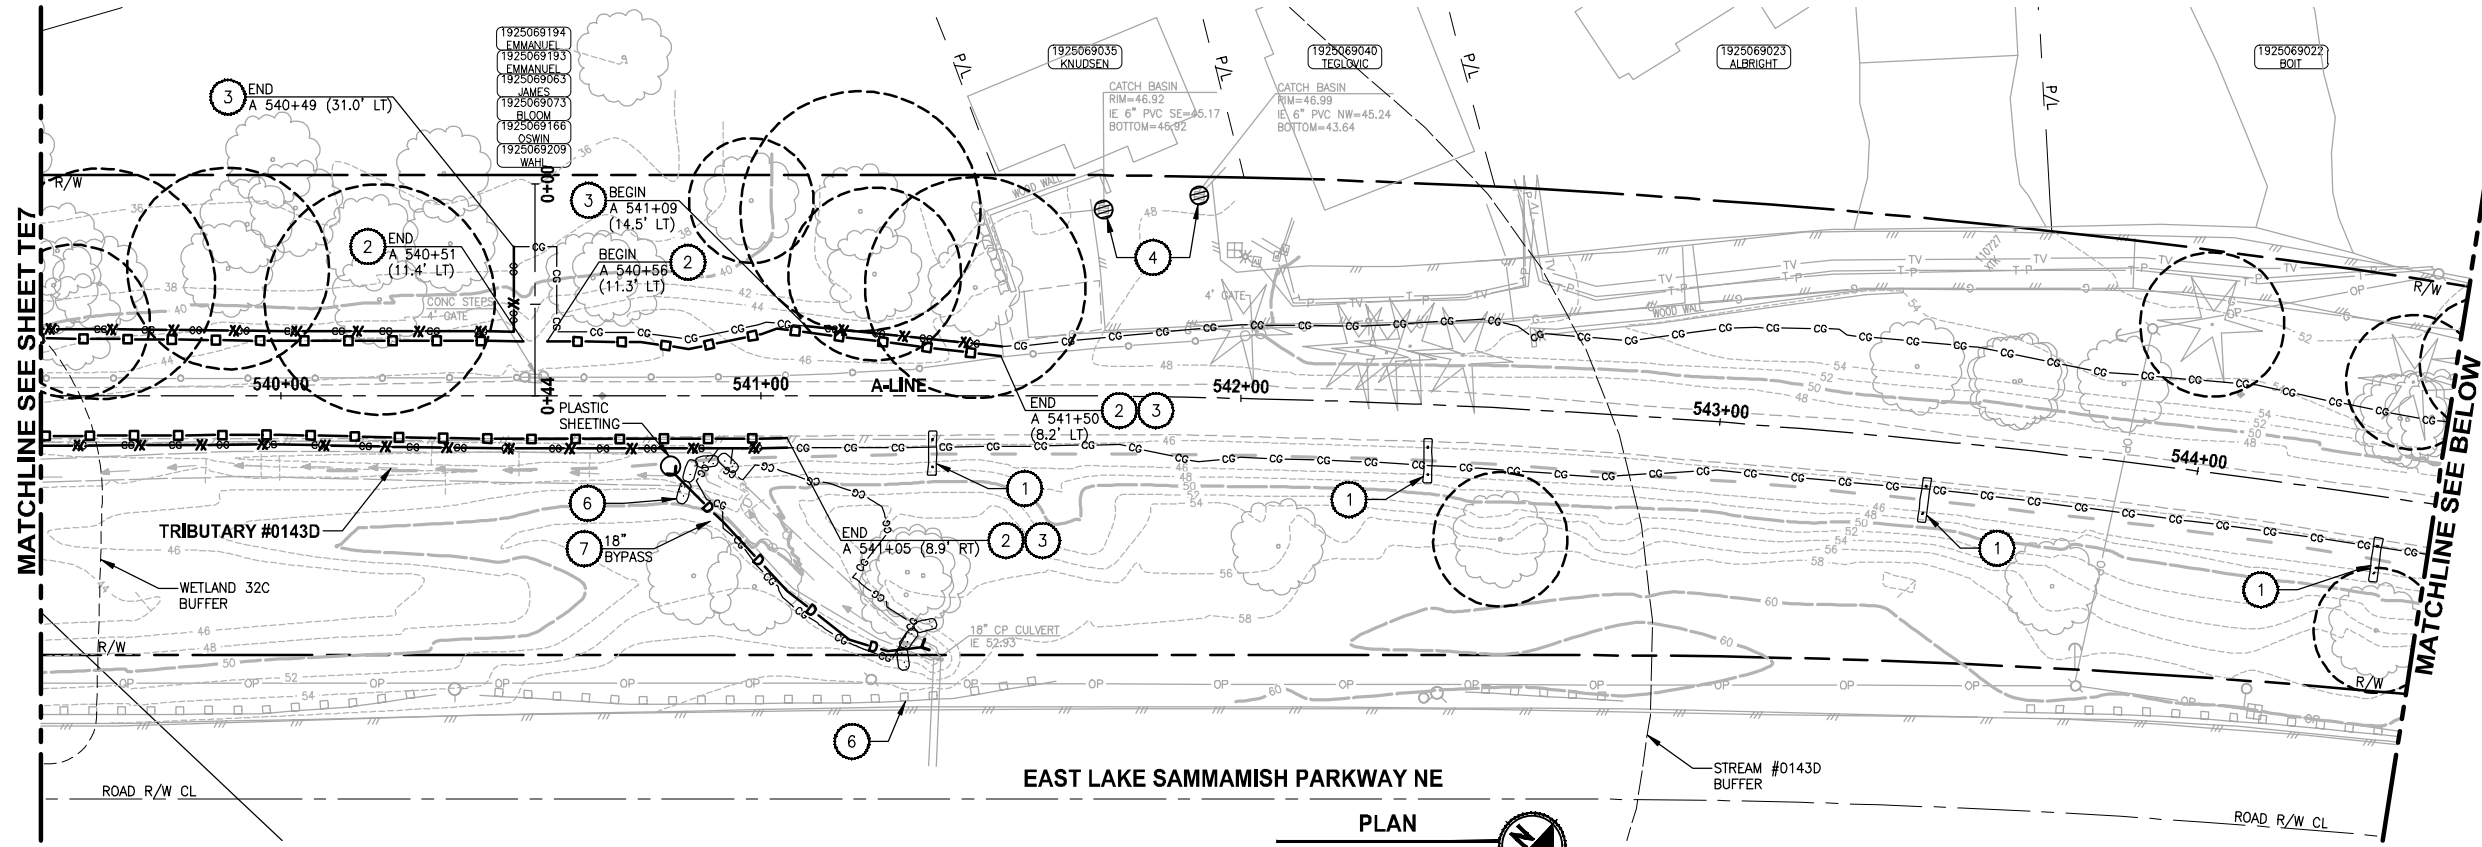 1925069194
EMMANUEL
1925069193
EMMANUEL
1925069063
JAMES
1925069073
BLOOM
1925069166
OSWIN
1925069209
WAHL
P/L
1925069035
KNUDSEN
P/L
1925069040
TEGLOVIC
P/L
1925069023
ALBRIGHT
P/L
1925069022
BOIT
3
END
A 540+49 (31.0' LT)
CATCH BASIN
RIM=46.92
IE 6" PVC SE=45.17
BOTTOM=46.92
CATCH BASIN
RIM=46.99
IE 6" PVC NW=45.24
BOTTOM=43.64
R/W
0+00
3
BEGIN
A 541+09
(14.5' LT)
WOOD WALL
2
END
A 540+51
(11.4' LT)
BEGIN
A 540+56
(11.3' LT)
2
4
CONC STEPS
4' GATE
4' GATE
WOOD WALL
R/W
MATCHLINE SEE SHEET TE7
540+00
0+44
541+00
A-LINE
542+00
543+00
544+00
MATCHLINE SEE BELOW
PLASTIC
SHEETING
END
A 541+50
(8.2' LT)
2
3
1
1
1
1
6
TRIBUTARY #0143D
7
18"
BYPASS
END
A 541+05 (8.9' RT)
2
3
WETLAND 32C
BUFFER
18" CP CULVERT
IE 52.93
R/W
R/W
6
EAST LAKE SAMMAMISH PARKWAY NE
STREAM #0143D
BUFFER
ROAD R/W CL
ROAD R/W CL
PLAN
N